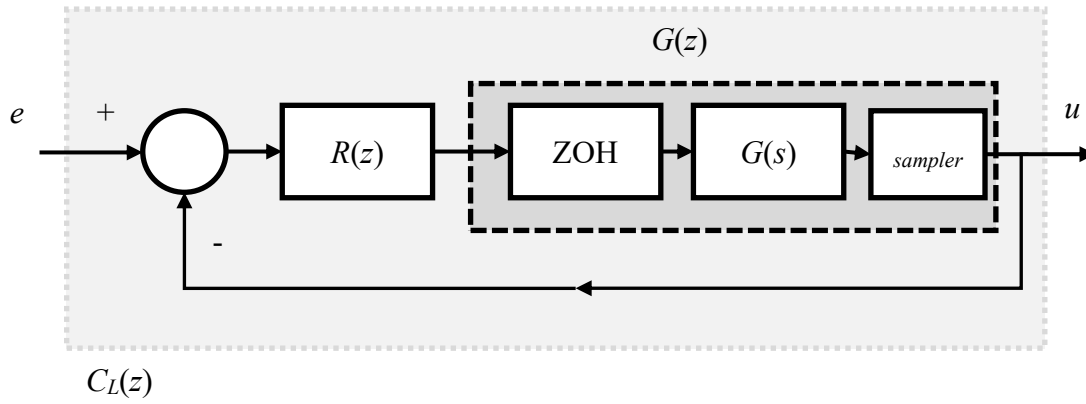 G(z)
e
+
u
R(z)
ZOH
G(s)
sampler
-
C_L(z)